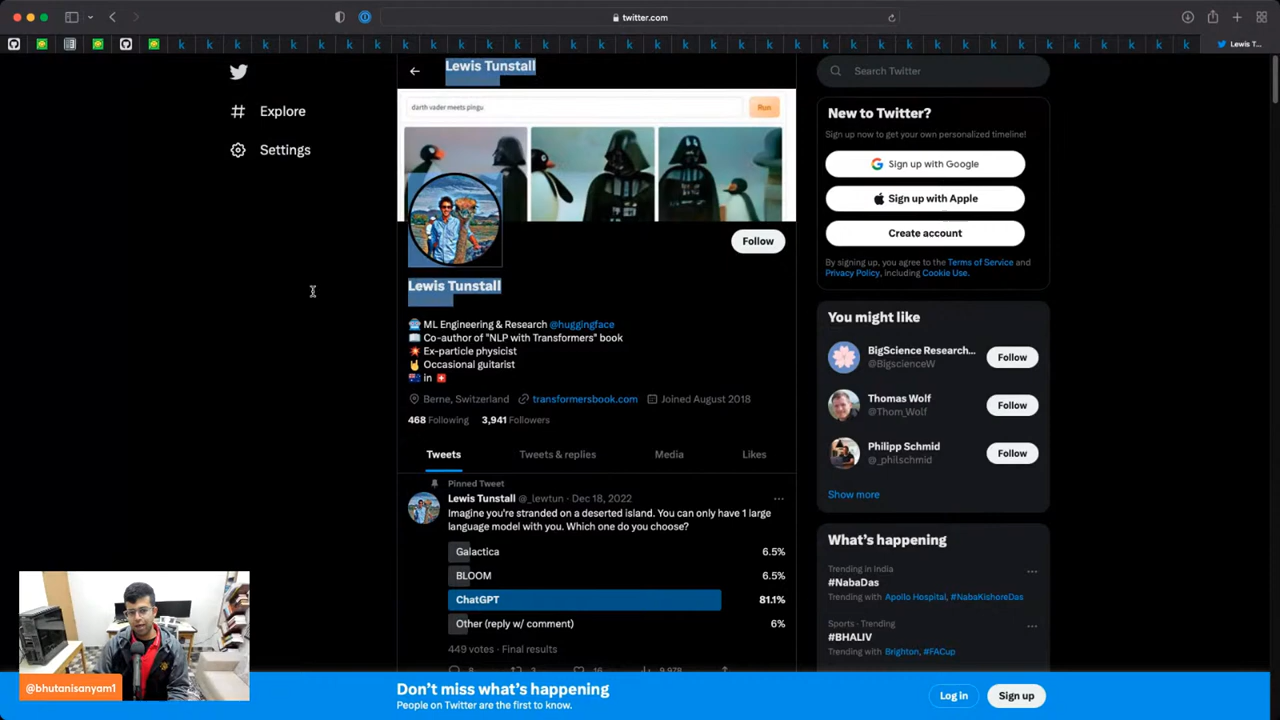 twitter.com
Lewis T...
Lewis Tunstall
Search Twitter
darth vader meets pingu
Run
Explore
Settings
Follow
Lewis Tunstall
ML Engineering & Research @huggingface
Co-author of "NLP with Transformers" book
Ex-particle physicist
Occasional guitarist
in
Berne, Switzerland transformersbook.com Joined August 2018
468 Following 3,941 Followers
Tweets Tweets & replies Media Likes
Pinned Tweet
Lewis Tunstall @_lewtun · Dec 18, 2022
Imagine you're stranded on a deserted island. You can only have 1 large
language model with you. Which one do you choose?
Galactica 6.5%
BLOOM 6.5%
ChatGPT 81.1%
Other (reply w/ comment) 6%
449 votes · Final results
New to Twitter?
Sign up now to get your own personalized timeline!
Sign up with Google
Sign up with Apple
Create account
By signing up, you agree to the Terms of Service and
Privacy Policy, including Cookie Use.
You might like
BigScience Research...
@BigscienceW
Follow
Thomas Wolf
@Thom_Wolf
Follow
Philipp Schmid
@_philschmid
Follow
Show more
What's happening
Trending in India
#NabaDas
Trending with Apollo Hospital, #NabaKishoreDas
Sports · Trending
#BHALIV
Trending with Brighton, #FACup
@bhutanisanyam1
Don't miss what's happening
People on Twitter are the first to know.
Log in
Sign up